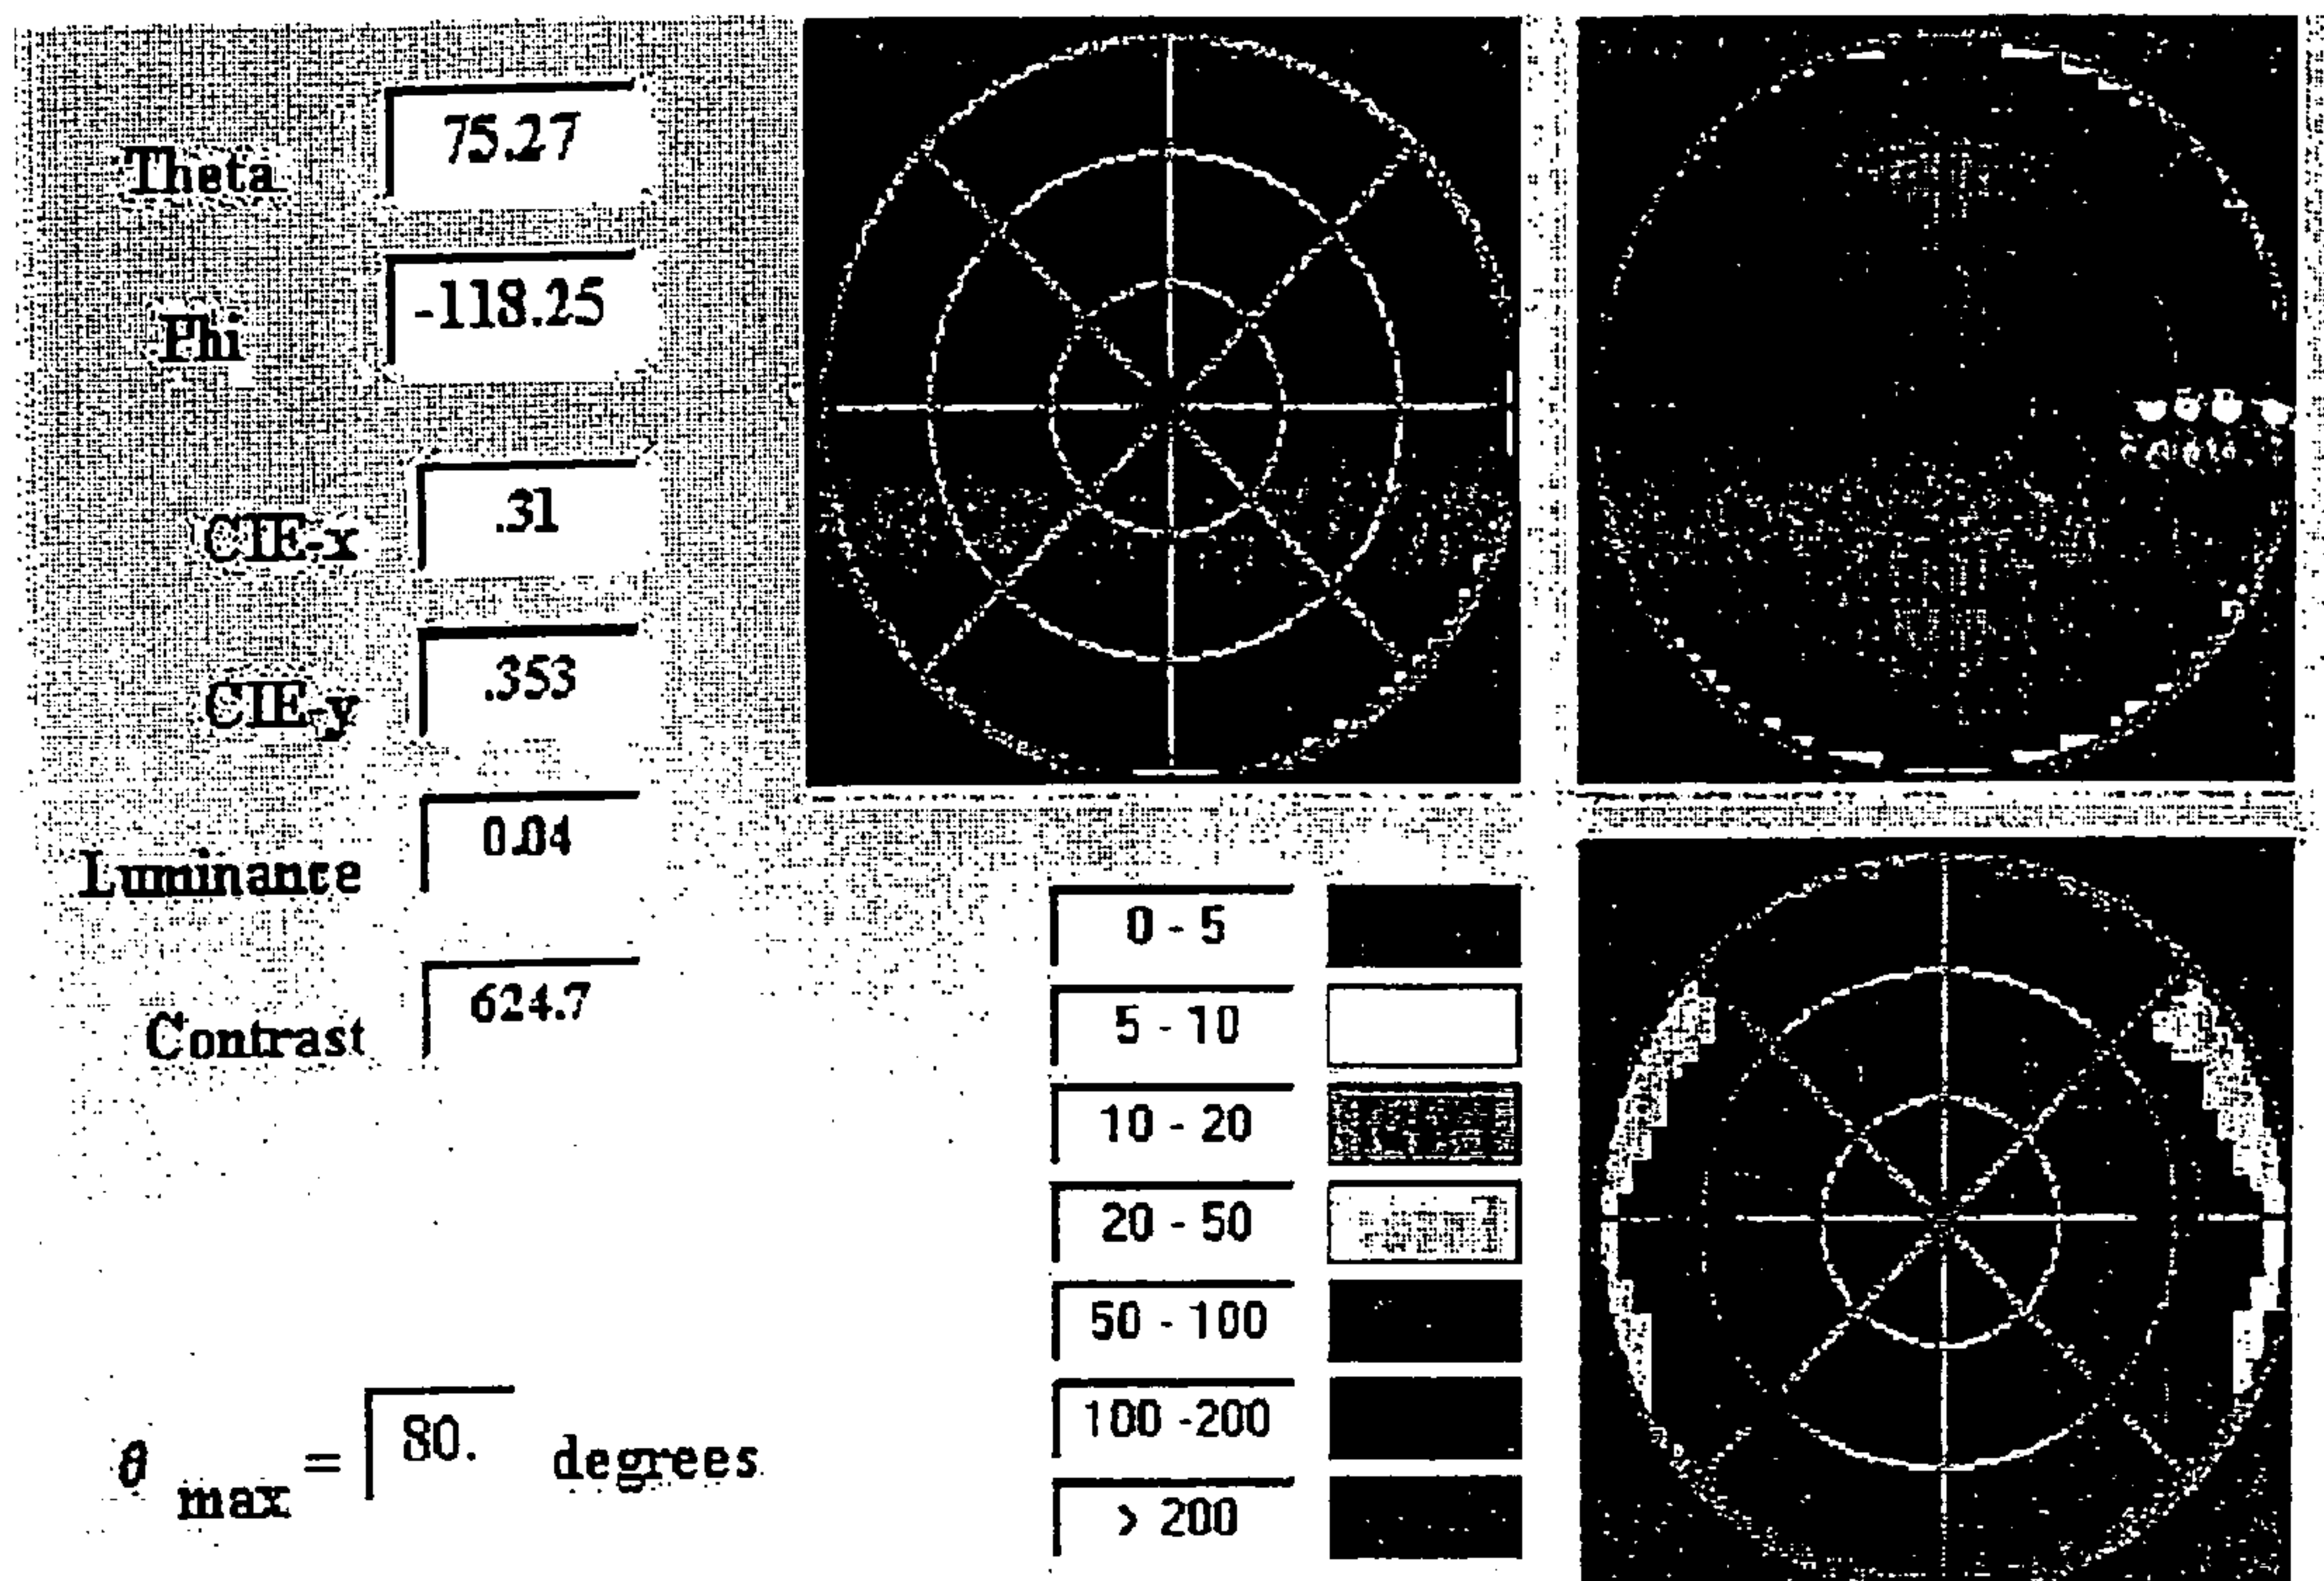 Theta 75.27
Phi -118.25
CIE-x .31
CIE-y .353
Luminance 0.04
Contrast 624.7
θ max = 80. degrees
0 - 5
5 - 10
10 - 20
20 - 50
50 - 100
100 -200
> 200